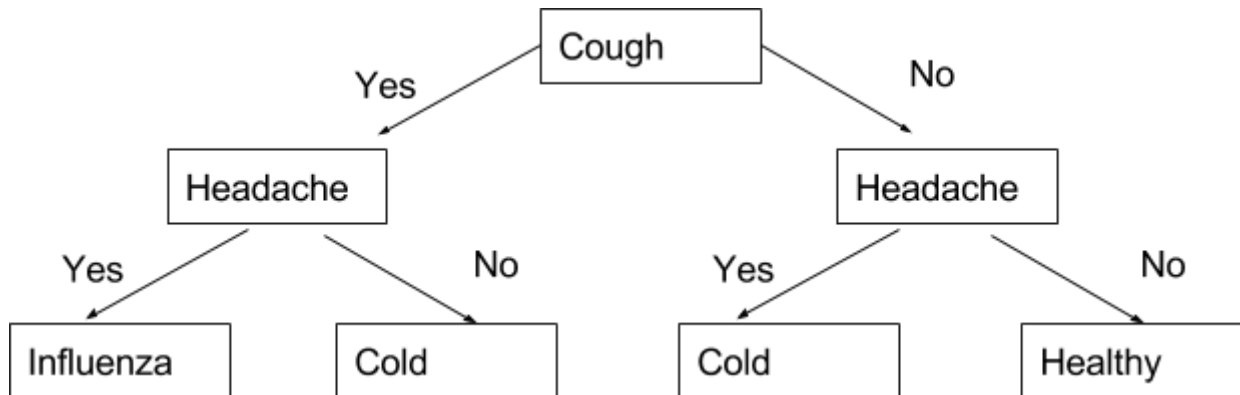 Cough
Yes
No
Headache
Headache
Yes
No
Yes
No
Influenza
Cold
Cold
Healthy